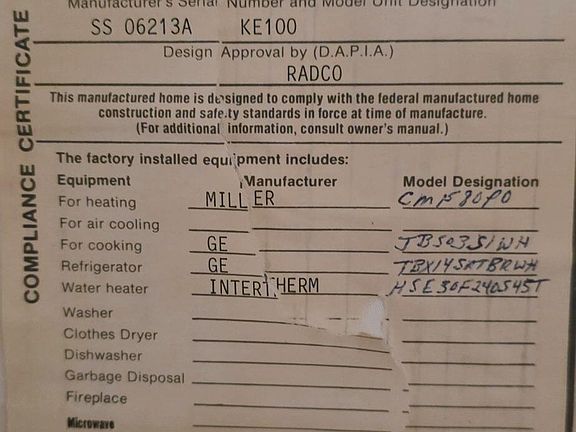 Manufacturer's Serial Number and Model Unit Designation
SS 06213A KE100
Design Approval by (D.A.P.I.A.)
RADCO
This manufactured home is designed to comply with the federal manufactured home
construction and safety standards in force at time of manufacture.
(For additional information, consult owner's manual.)
COMPLIANCE CERTIFICATE
The factory installed equipment includes:
Equipment Manufacturer Model Designation
For heating MILLER CMF80PO
For air cooling
For cooking GE JBS03S1WH
Refrigerator GE TBX14SATBRWH
Water heater INTERTHERM HSE30F240S45T
Washer
Clothes Dryer
Dishwasher
Garbage Disposal
Fireplace
Microwave